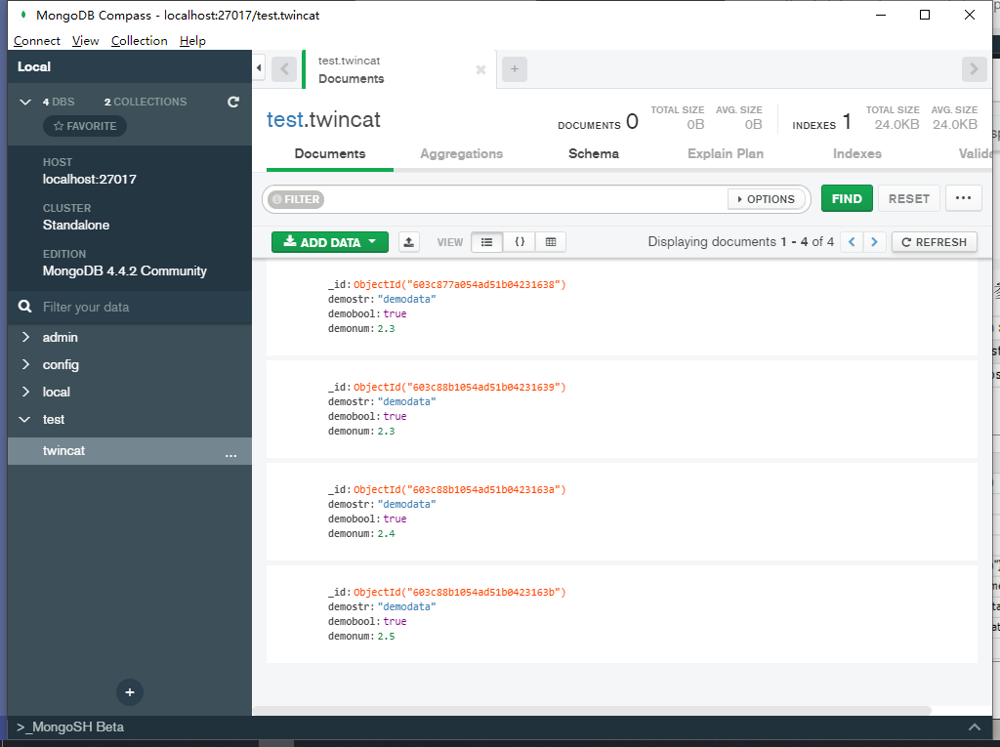 MongoDB Compass - localhost:27017/test.twincat
Connect View Collection Help
Local
4 DBS 2 COLLECTIONS
FAVORITE
HOST
localhost:27017
CLUSTER
Standalone
EDITION
MongoDB 4.4.2 Community
Filter your data
admin
config
local
test
twincat
...
test.twincat
Documents
test.twincat
DOCUMENTS 0
TOTAL SIZE
0B
AVG. SIZE
0B
INDEXES 1
TOTAL SIZE
24.0KB
AVG. SIZE
24.0KB
Documents Aggregations Schema Explain Plan Indexes Valida
FILTER
OPTIONS
FIND
RESET
...
ADD DATA
VIEW
{}
Displaying documents 1 - 4 of 4
< >
REFRESH
_id: ObjectId("603c877a054ad51b04231638")
demostr: "demodata"
demobool: true
demonum: 2.3
_id: ObjectId("603c88b1054ad51b04231639")
demostr: "demodata"
demobool: true
demonum: 2.3
_id: ObjectId("603c88b1054ad51b0423163a")
demostr: "demodata"
demobool: true
demonum: 2.4
_id: ObjectId("603c88b1054ad51b0423163b")
demostr: "demodata"
demobool: true
demonum: 2.5
>_MongoSH Beta